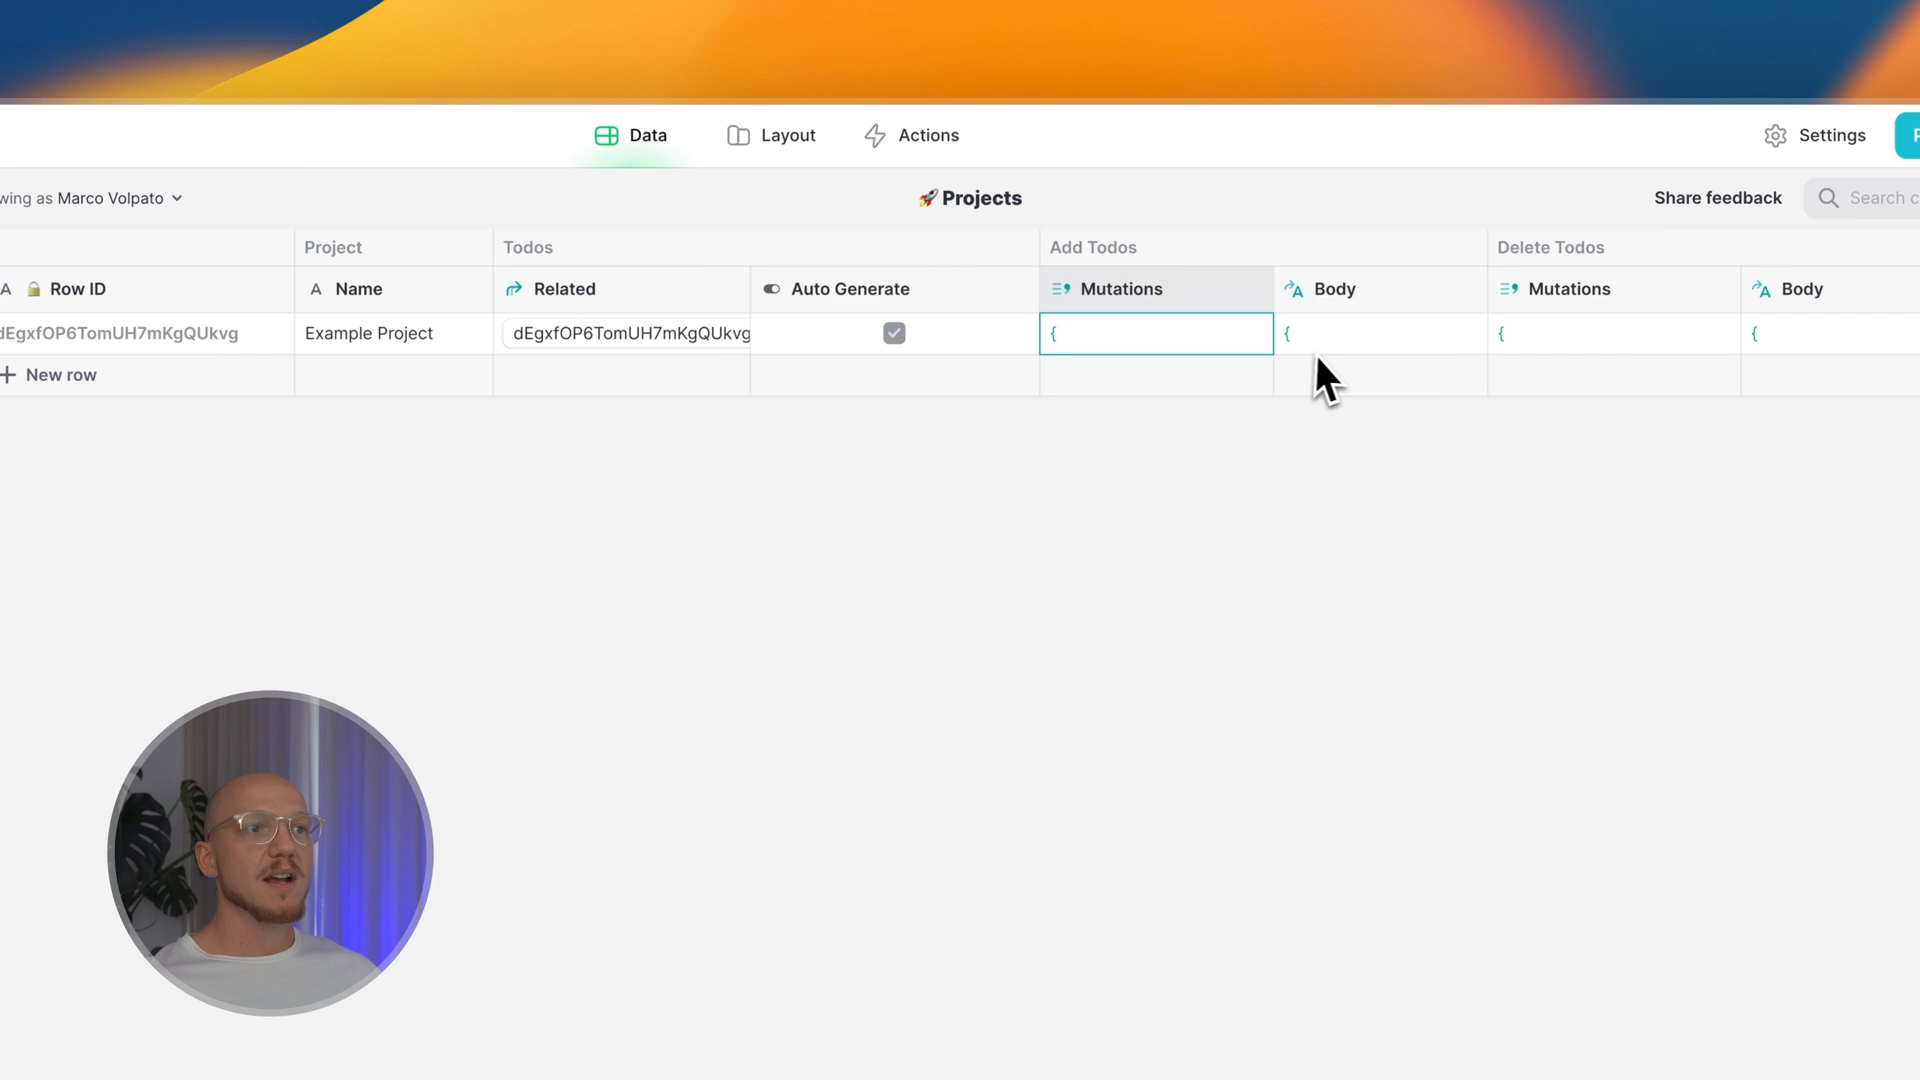 Data
Layout
Actions
Settings
wing as Marco Volpato
🚀 Projects
Share feedback
Search c
Project
Todos
Add Todos
Delete Todos
A 🔒 Row ID
A Name
Related
Auto Generate
Mutations
Body
Mutations
Body
dEgxfOP6TomUH7mKgQUkvg
Example Project
dEgxfOP6TomUH7mKgQUkvg
{
{
{
{
+ New row